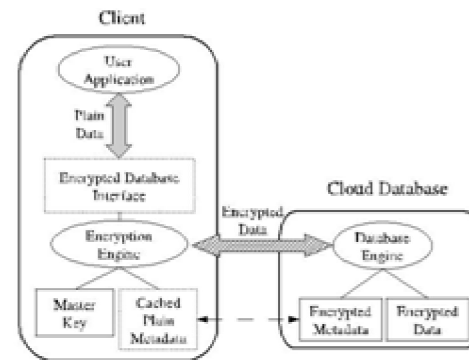 Client
User
Application
Plain
Data
Encrypted Database
Interface
Encryption
Engine
Master
Key
Cached
Plain
Metadata
Encrypted
Data
Cloud Database
Database
Engine
Encrypted
Metadata
Encrypted
Data